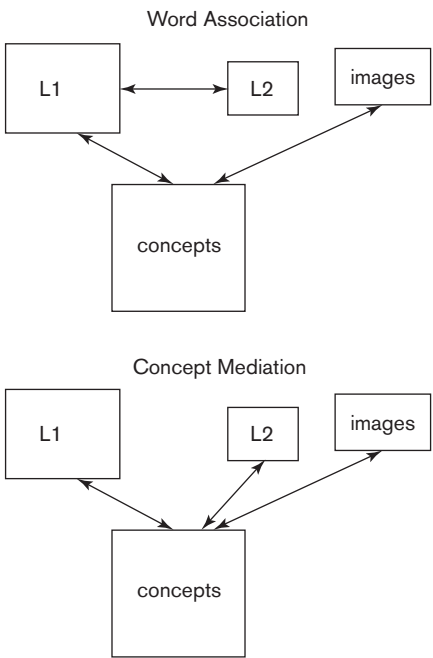 Word Association
L1
L2
images
concepts
Concept Mediation
L1
L2
images
concepts